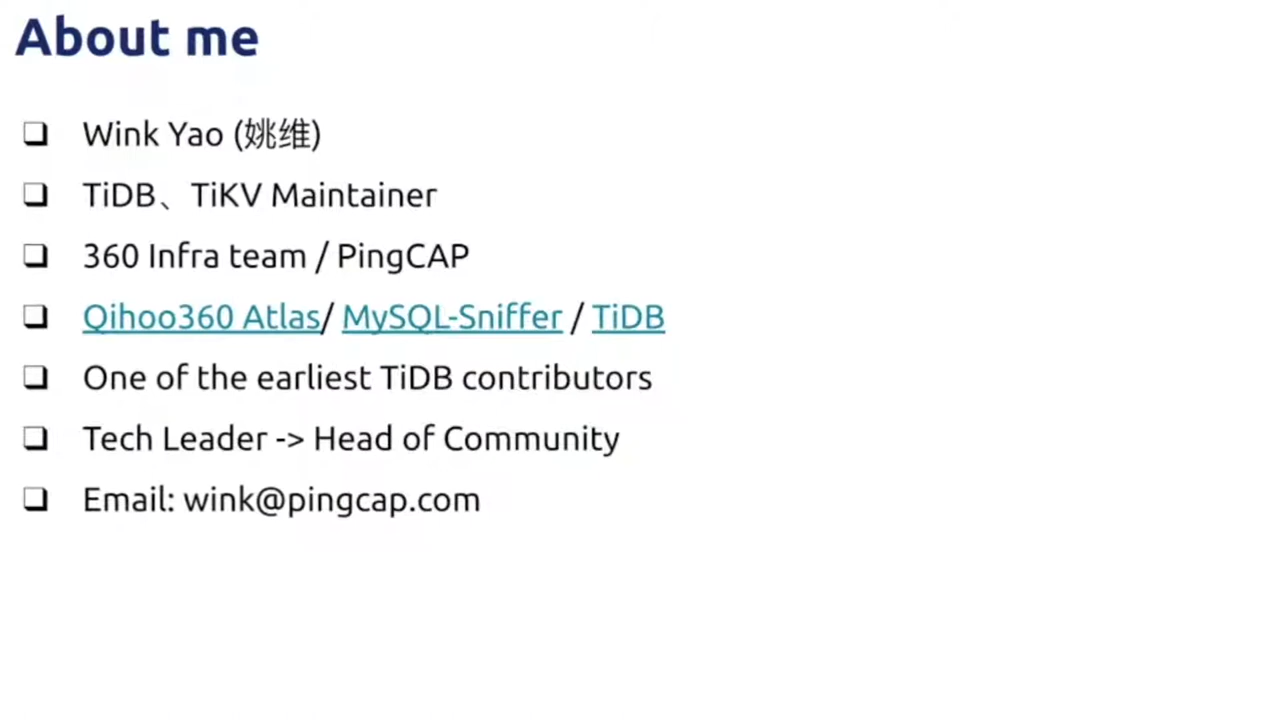 About me
❑ Wink Yao (姚维)
❑ TiDB、TiKV Maintainer
❑ 360 Infra team / PingCAP
❑ Qihoo360 Atlas/ MySQL-Sniffer / TiDB
❑ One of the earliest TiDB contributors
❑ Tech Leader -> Head of Community
❑ Email: wink@pingcap.com